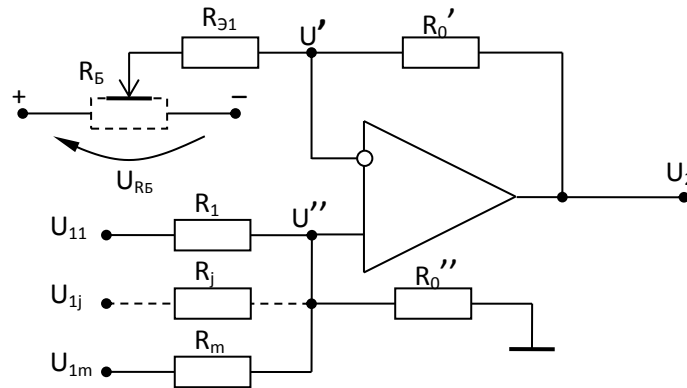 R_Э1
U'
R_0'
R_Б
+
−
U_RБ
U_2
U_11
R_1
U''
U_1j
R_j
R_0''
U_1m
R_m